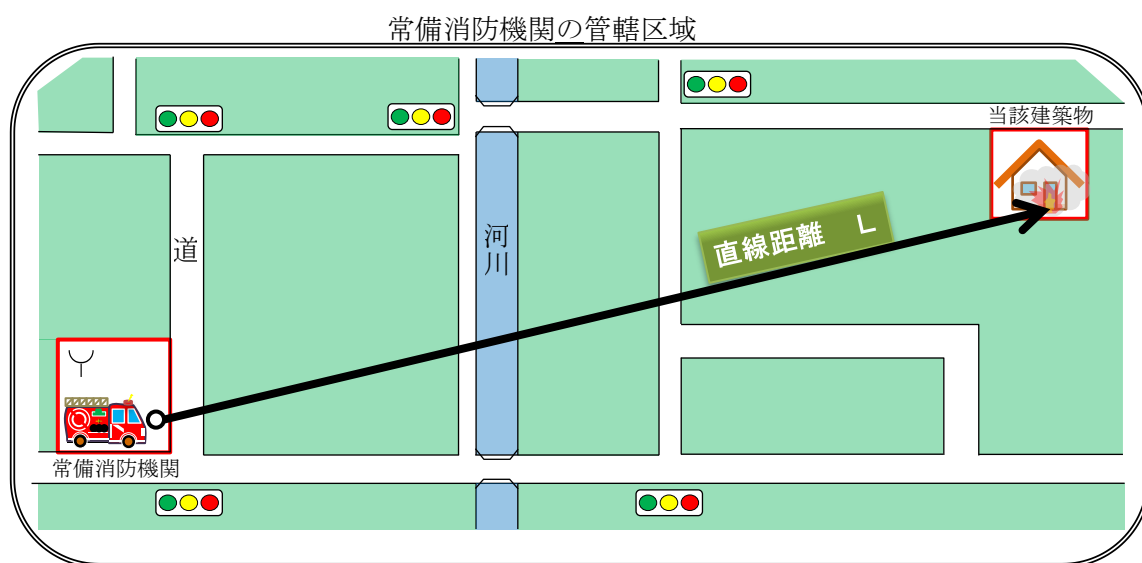 常備消防機関の管轄区域
当該建築物
直線距離 L
道
河川
常備消防機関